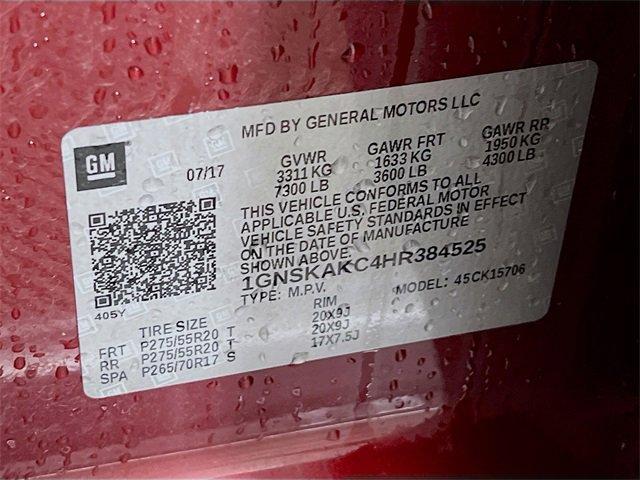 MFD BY GENERAL MOTORS LLC
GM
07/17
GVWR GAWR FRT GAWR RR
3311 KG 1633 KG 1950 KG
7300 LB 3600 LB 4300 LB
THIS VEHICLE CONFORMS TO ALL
APPLICABLE U.S. FEDERAL MOTOR
VEHICLE SAFETY STANDARDS IN EFFECT
ON THE DATE OF MANUFACTURE
SHOWN ABOVE.
1GNSKAKC4HR384525
TYPE: M.P.V. MODEL: 45CK15706
405Y
TIRE SIZE RIM
FRT P275/55R20 T 20X9J
RR P275/55R20 T 20X9J
SPA P265/70R17 S 17X7.5J